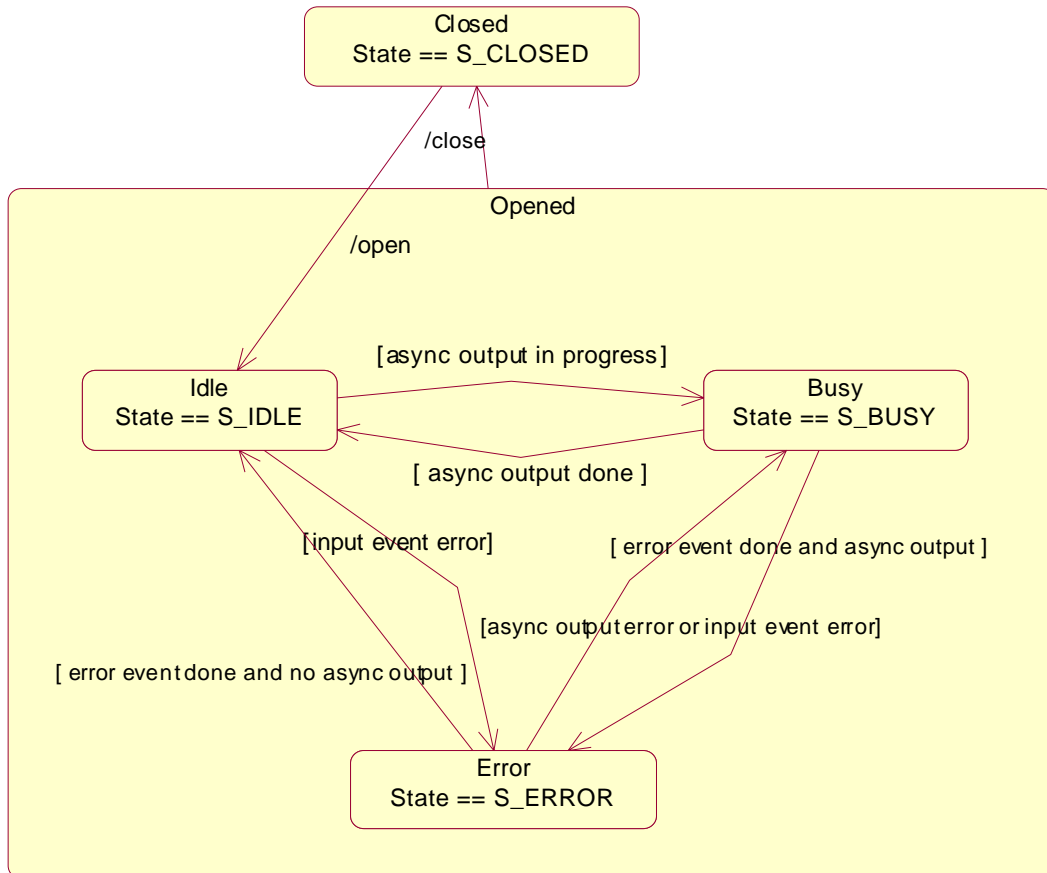 Closed
State == S_CLOSED
/close
Opened
/open
[async output in progress]
Idle
State == S_IDLE
Busy
State == S_BUSY
[ async output done ]
[input event error]
[ error event done and async output ]
[async output error or input event error]
[ error event done and no async output ]
Error
State == S_ERROR